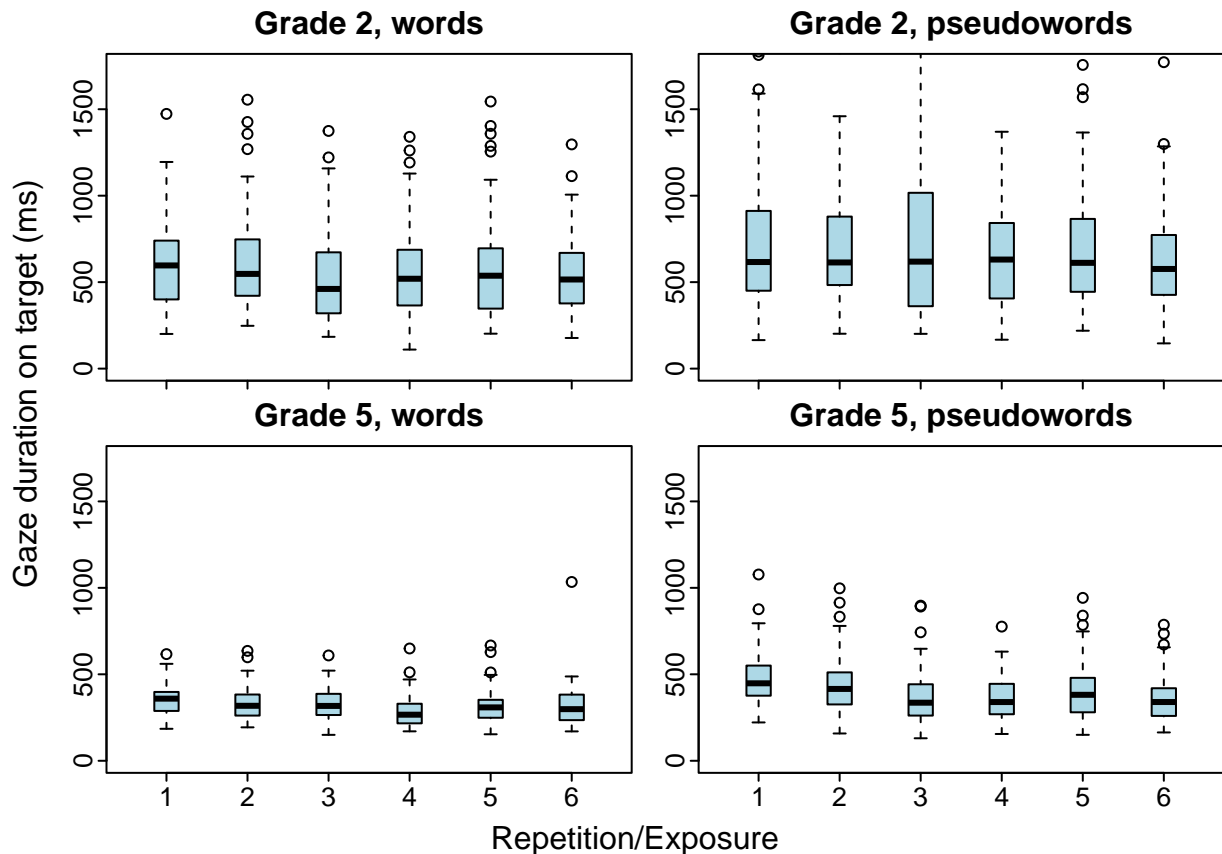 Grade 2, words
Grade 2, pseudowords
0 500 1000 1500
0 500 1000 1500
Grade 5, words
Grade 5, pseudowords
0 500 1000 1500
0 500 1000 1500
1 2 3 4 5 6
1 2 3 4 5 6
Gaze duration on target (ms)
Repetition/Exposure